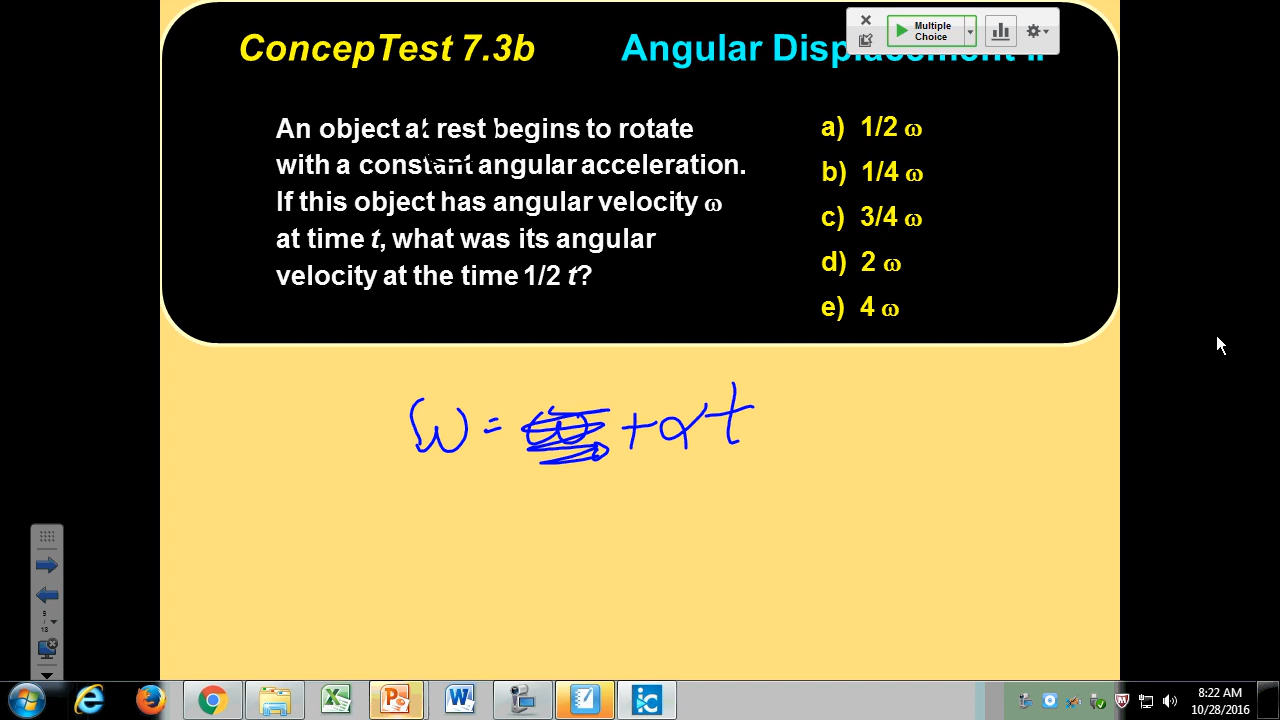 ConcepTest 7.3b
Angular Displacement II
Multiple
Choice
An object at rest begins to rotate
with a constant angular acceleration.
If this object has angular velocity ω
at time t, what was its angular
velocity at the time 1/2 t?
a) 1/2 ω
b) 1/4 ω
c) 3/4 ω
d) 2 ω
e) 4 ω
ω = + αt
9
/
13
8:22 AM
10/28/2016